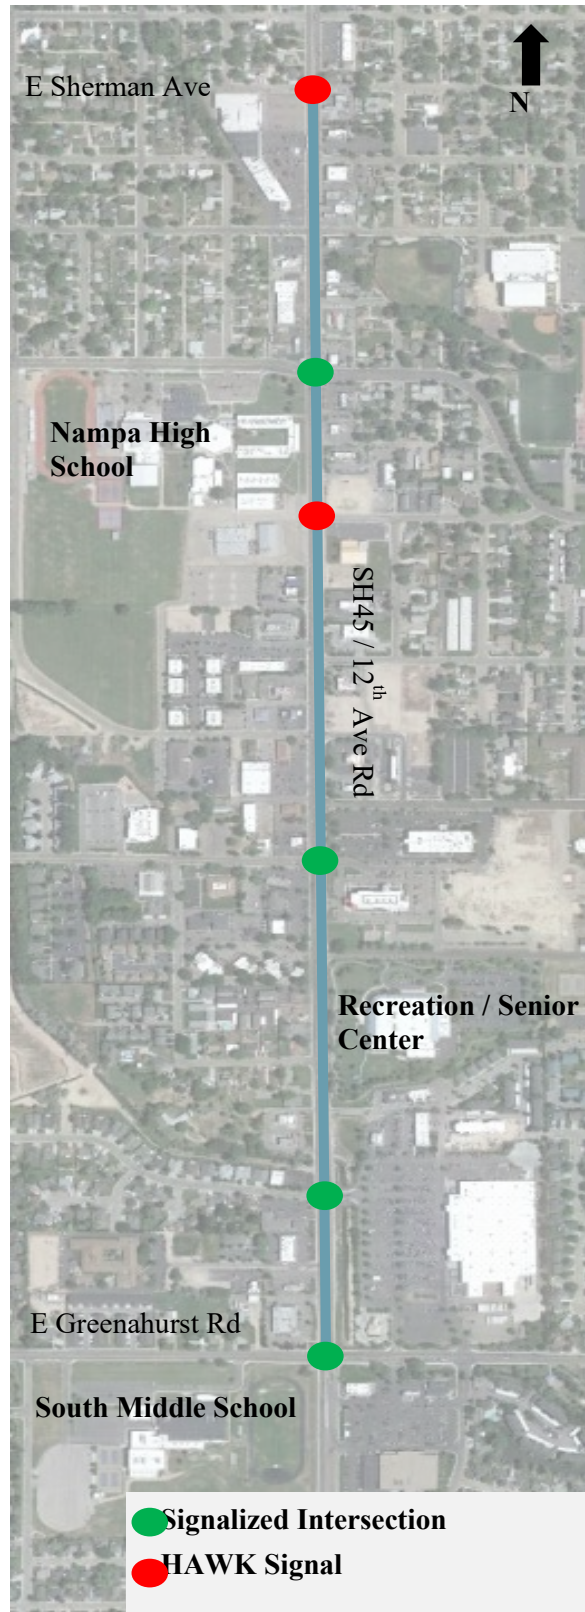 E Sherman Ave
N
Nampa High
School
SH45 / 12th Ave Rd
Recreation / Senior
Center
E Greenahurst Rd
South Middle School
Signalized Intersection
HAWK Signal